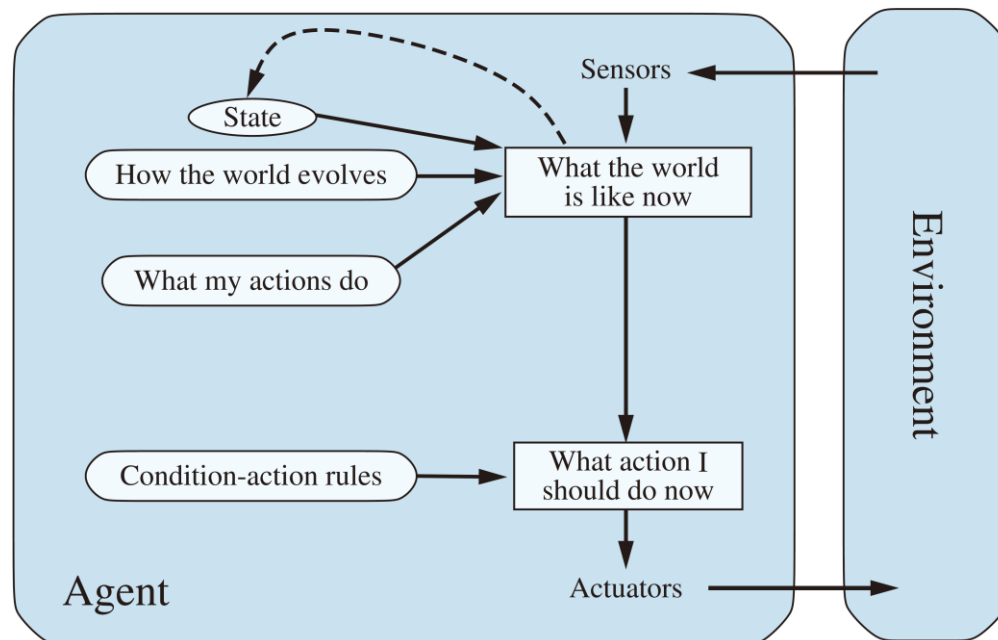 Sensors
State
What the world
is like now
How the world evolves
What my actions do
Condition-action rules
What action I
should do now
Actuators
Agent
Environment